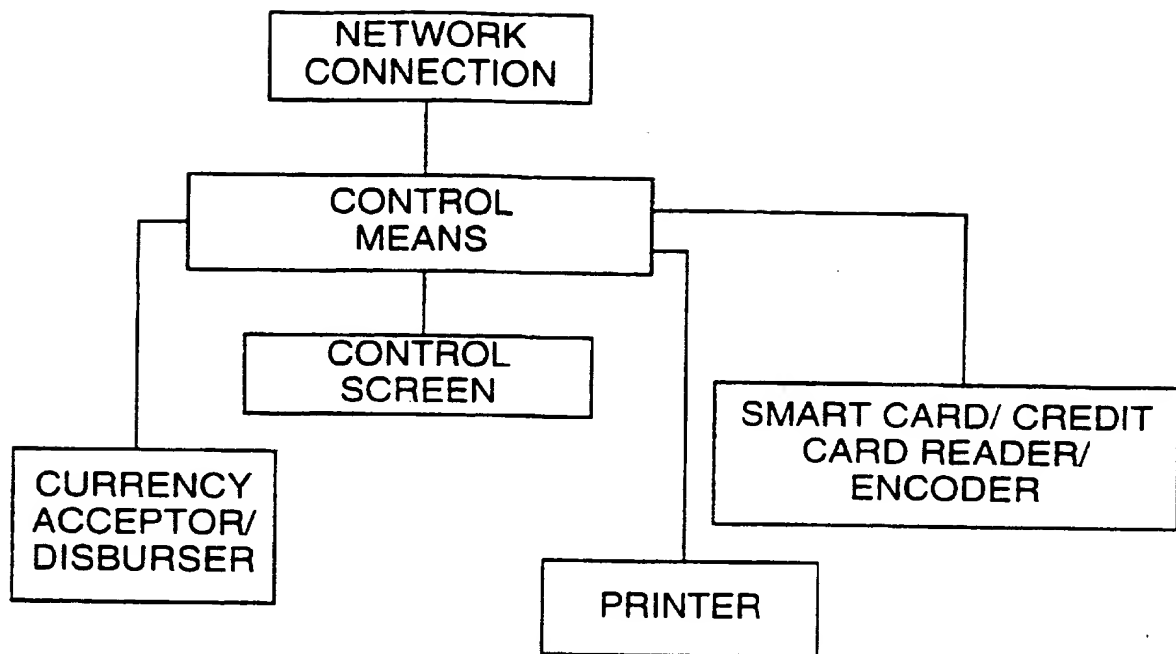 NETWORK
CONNECTION
CONTROL
MEANS
CONTROL
SCREEN
SMART CARD/ CREDIT
CARD READER/
ENCODER
CURRENCY
ACCEPTOR/
DISBURSER
PRINTER